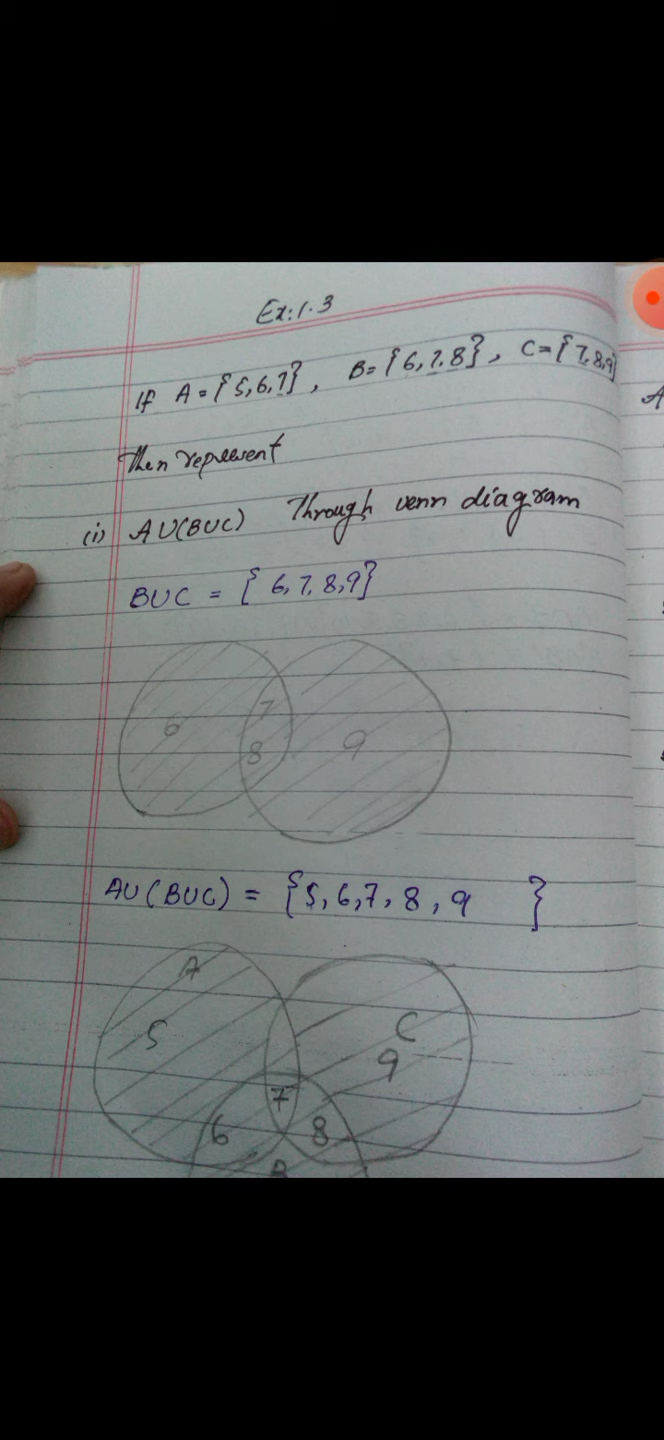 Ex:1.3
If A = {5,6,7}, B = {6,7,8}, C = {7,8,9}
Then represent
(i) AU(BUC) Through venn diagram
BUC = { 6,7,8,9}
7
6
8
9
AU(BUC) = {5,6,7,8,9 }
A
5
C
9
7
6
8
B
A